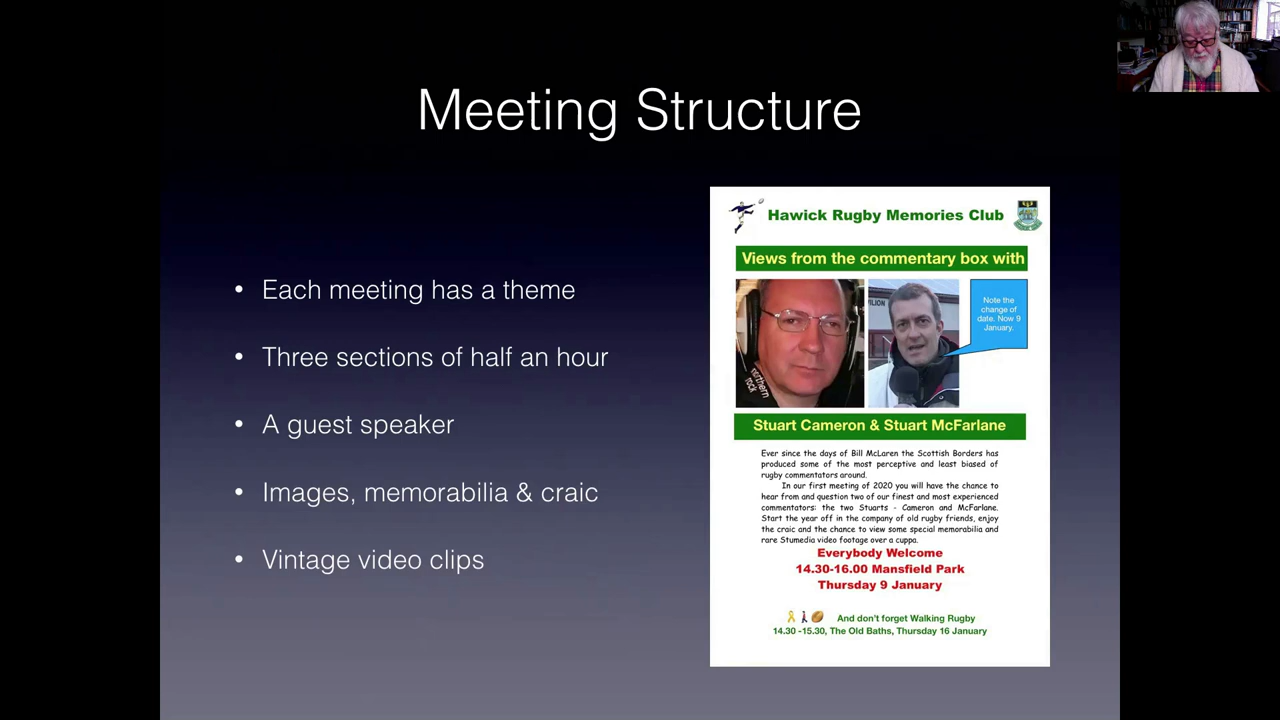 Meeting Structure
• Each meeting has a theme
• Three sections of half an hour
• A guest speaker
• Images, memorabilia & craic
• Vintage video clips
Hawick Rugby Memories Club
Views from the commentary box with
Note the
change of
date. Now 9
January.
PAVILION
northern
rock
Stuart Cameron & Stuart McFarlane
Ever since the days of Bill McLaren the Scottish Borders has
produced some of the most perceptive and least biased of
rugby commentators around.
In our first meeting of 2020 you will have the chance to
hear from and question two of our finest and most experienced
commentators: the two Stuarts - Cameron and McFarlane.
Start the year off in the company of old rugby friends, enjoy
the craic and the chance to view some special memorabilia and
rare Stumedia video footage over a cuppa.
Everybody Welcome
14.30-16.00 Mansfield Park
Thursday 9 January
And don't forget Walking Rugby
14.30 -15.30, The Old Baths, Thursday 16 January